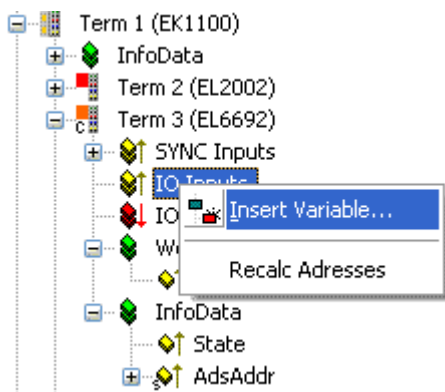 Term 1 (EK1100)
InfoData
Term 2 (EL2002)
Term 3 (EL6692)
C
SYNC Inputs
IO Inputs
Insert Variable...
IO
Recalc Adresses
InfoData
State
S
AdsAddr